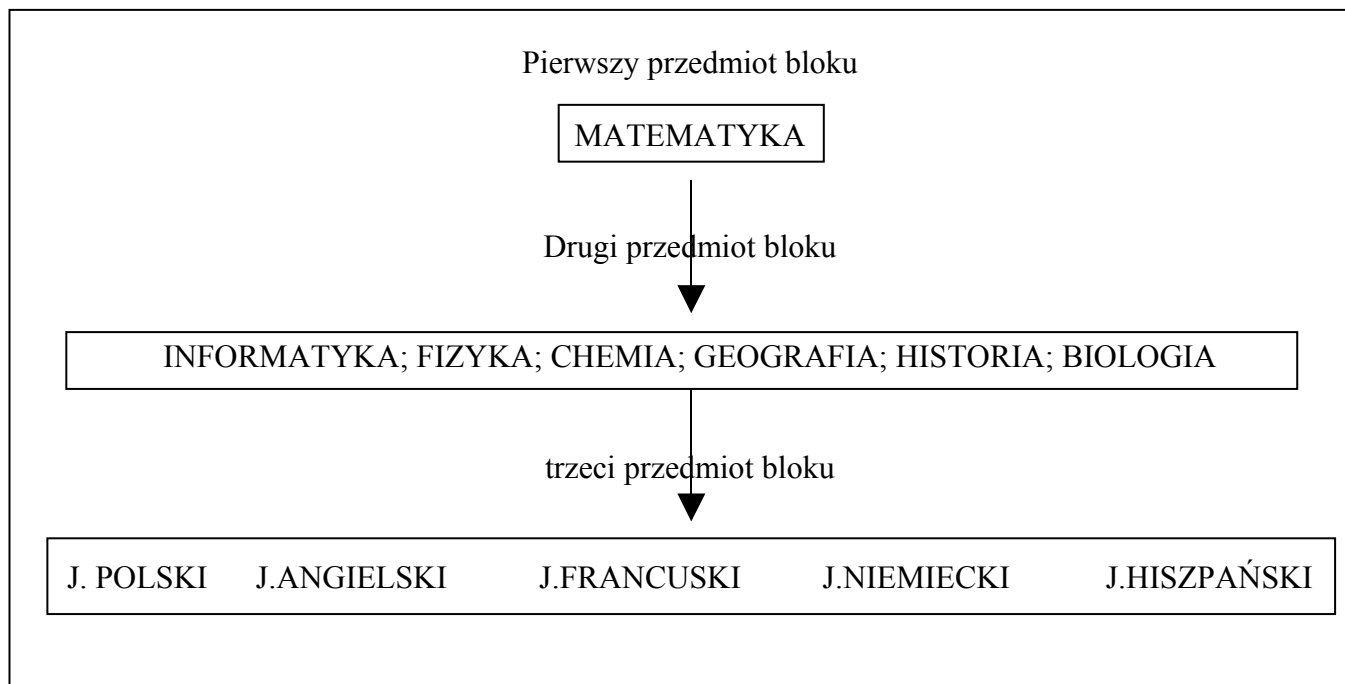 Pierwszy przedmiot bloku
MATEMATYKA
Drugi przedmiot bloku
INFORMATYKA; FIZYKA; CHEMIA; GEOGRAFIA; HISTORIA; BIOLOGIA
trzeci przedmiot bloku
J. POLSKI J.ANGIELSKI J.FRANCUSKI J.NIEMIECKI J.HISZPAŃSKI